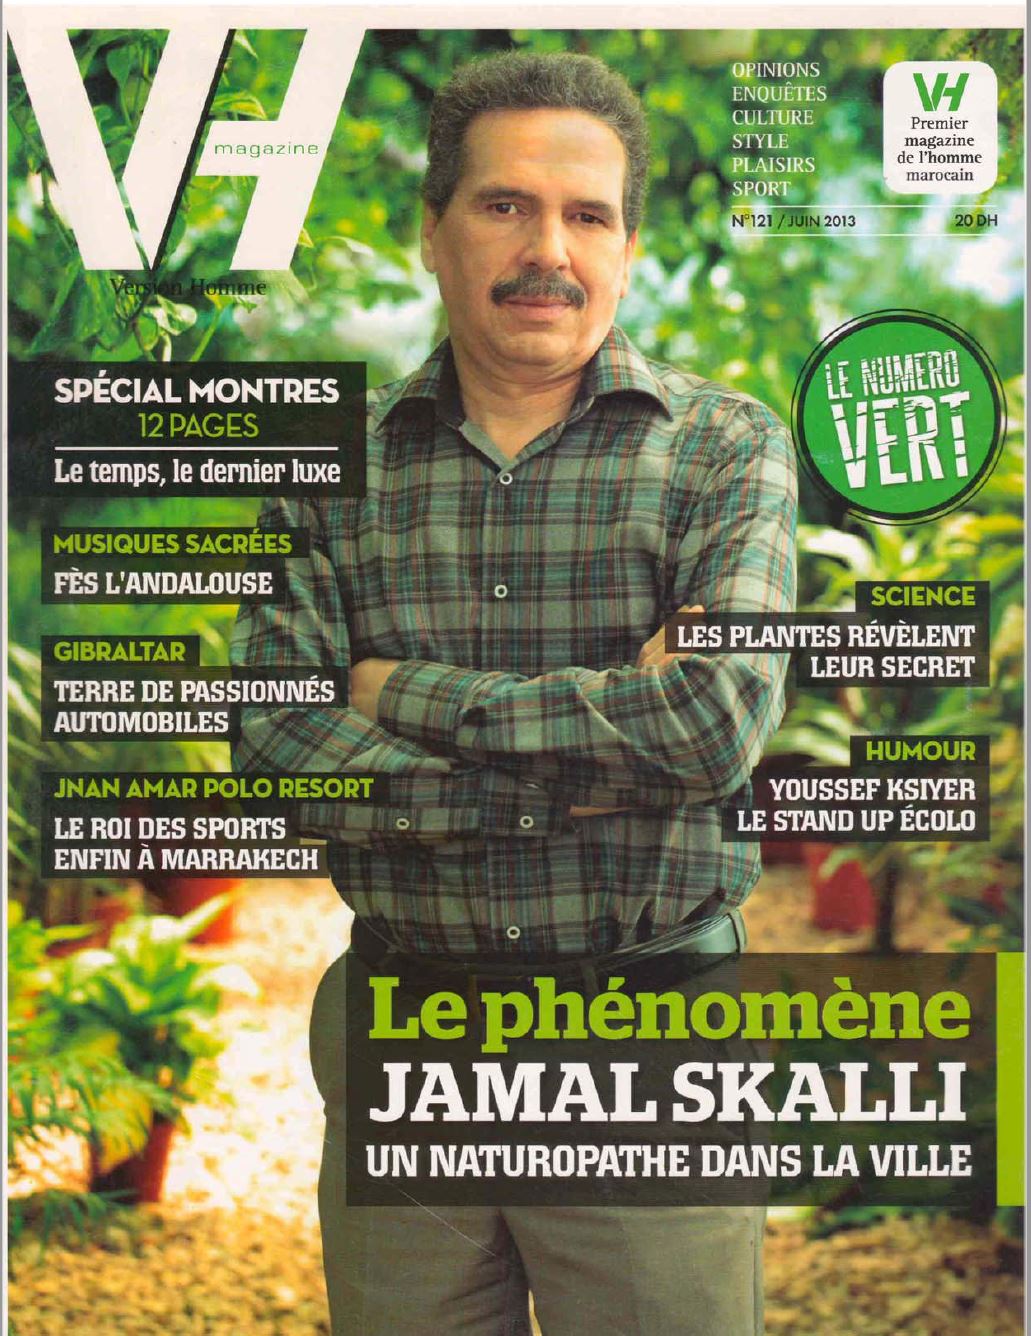 VH
magazine
Version Homme
OPINIONS
ENQUÊTES
CULTURE
STYLE
PLAISIRS
SPORT
N°121 / JUIN 2013
20 DH
VH
Premier
magazine
de l'homme
marocain
LE NUMERO
VERT
SPÉCIAL MONTRES
12 PAGES
Le temps, le dernier luxe
MUSIQUES SACRÉES
FÈS L'ANDALOUSE
GIBRALTAR
TERRE DE PASSIONNÉS
AUTOMOBILES
JNAN AMAR POLO RESORT
LE ROI DES SPORTS
ENFIN À MARRAKECH
SCIENCE
LES PLANTES RÉVÈLENT
LEUR SECRET
HUMOUR
YOUSSEF KSIYER
LE STAND UP ÉCOLO
Le phénomène
JAMAL SKALLI
UN NATUROPATHE DANS LA VILLE